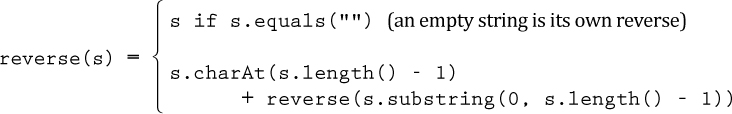 s if s.equals("") (an empty string is its own reverse)
reverse(s) =
s.charAt(s.length() - 1)
+ reverse(s.substring(0, s.length() - 1))